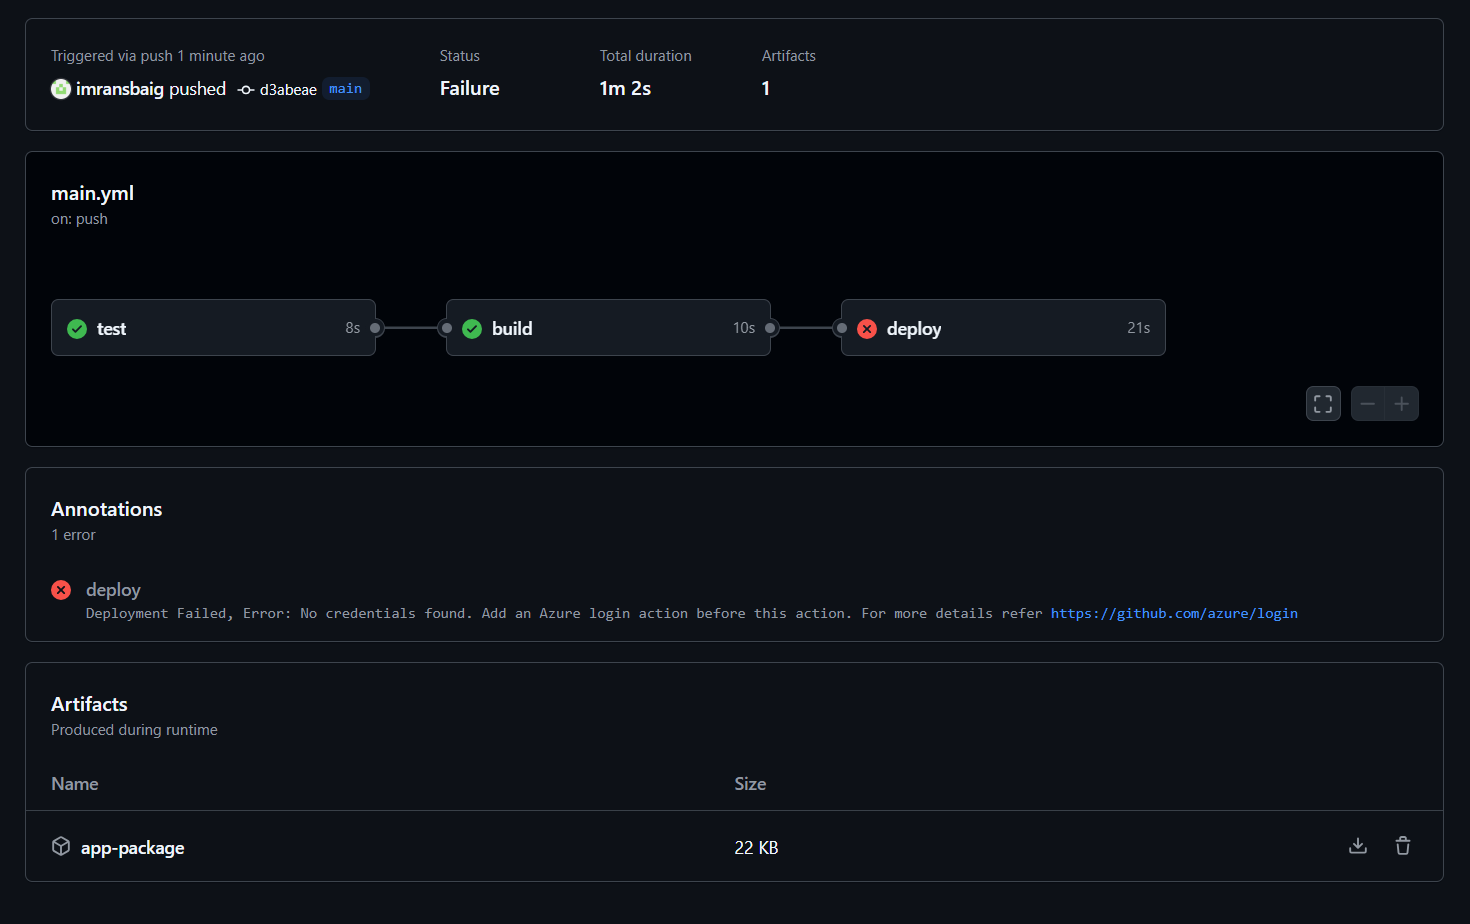 Triggered via push 1 minute ago
Status
Total duration
Artifacts
imransbaig pushed d3abeae main
Failure
1m 2s
1
main.yml
on: push
test 8s
build 10s
deploy 21s
Annotations
1 error
deploy
Deployment Failed, Error: No credentials found. Add an Azure login action before this action. For more details refer https://github.com/azure/login
Artifacts
Produced during runtime
Name Size
app-package 22 KB